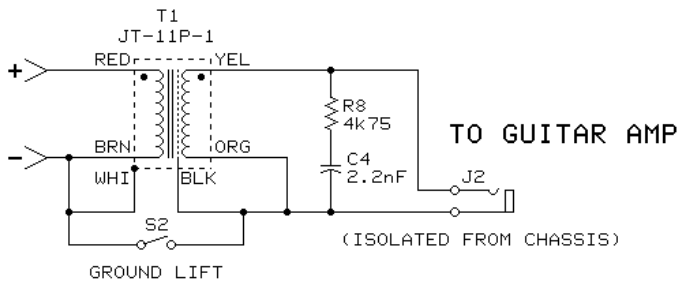 T1
JT-11P-1
RED YEL
+
R8
4k75
TO GUITAR AMP
BRN ORG
-
C4
2.2nF
WHI BLK
J2
S2
(ISOLATED FROM CHASSIS)
GROUND LIFT